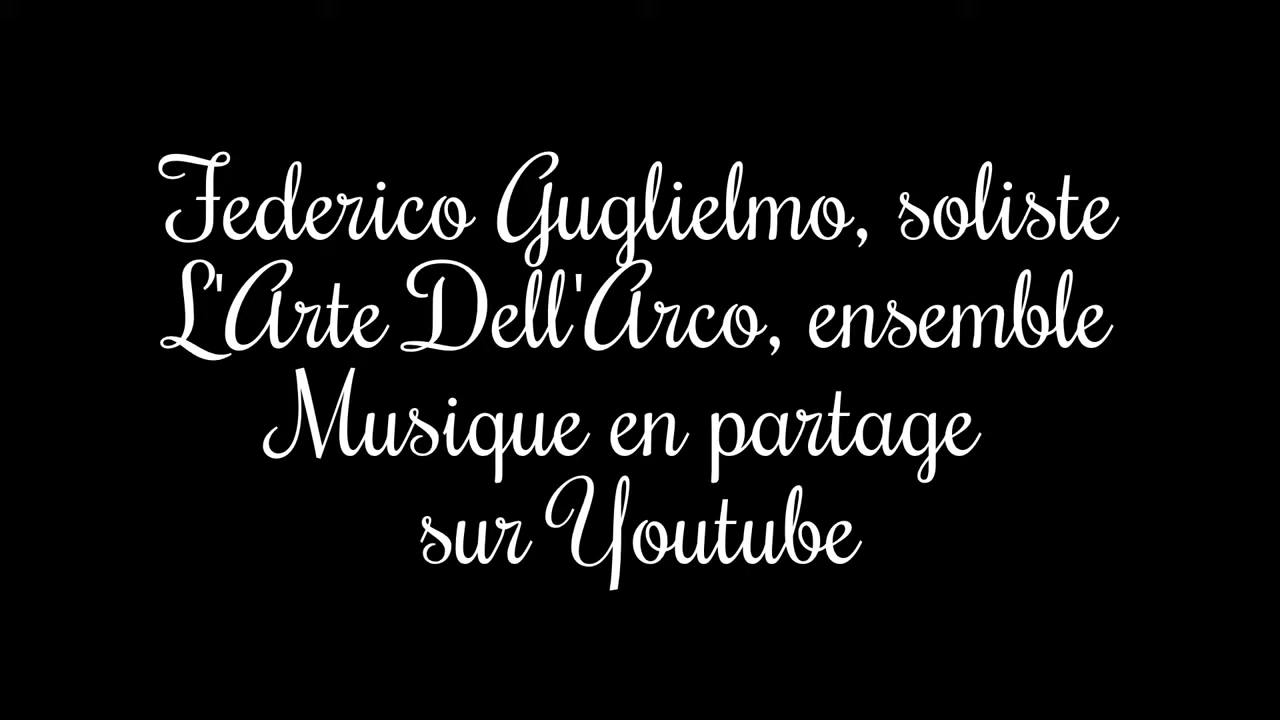 Federico Guglielmo, soliste
L'Arte Dell'Arco, ensemble
Musique en partage
sur Youtube